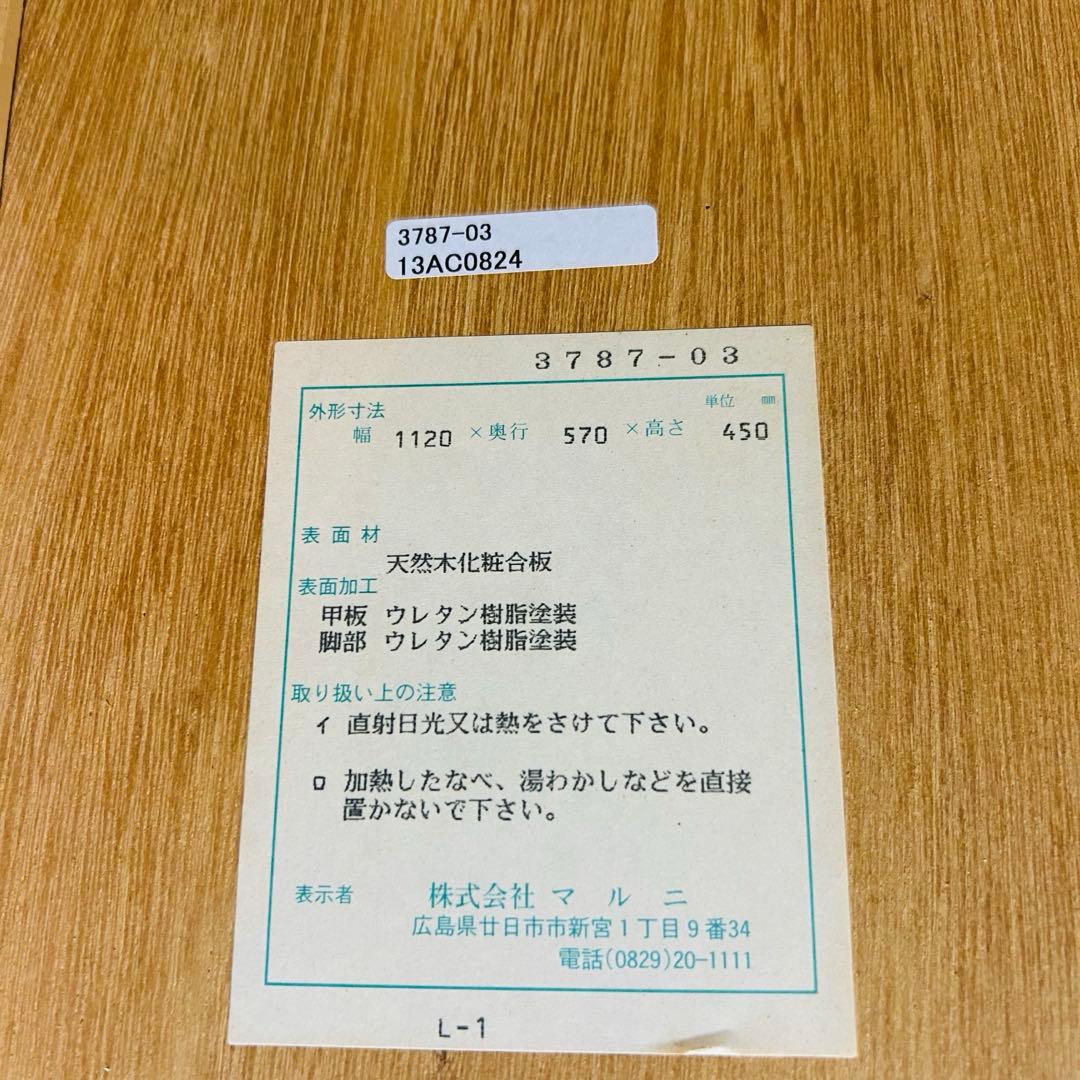 3787-03
13AC0824
3787-03
単位 mm
外形寸法
幅 1120 ×奥行 570 ×高さ 450
表面材
天然木化粧合板
表面加工
甲板 ウレタン樹脂塗装
脚部 ウレタン樹脂塗装
取り扱い上の注意
イ 直射日光又は熱をさけて下さい。
ロ 加熱したなべ、湯わかしなどを直接
置かないで下さい。
表示者 株式会社 マルニ
広島県廿日市市新宮1丁目9番34
電話(0829)20-1111
L-1